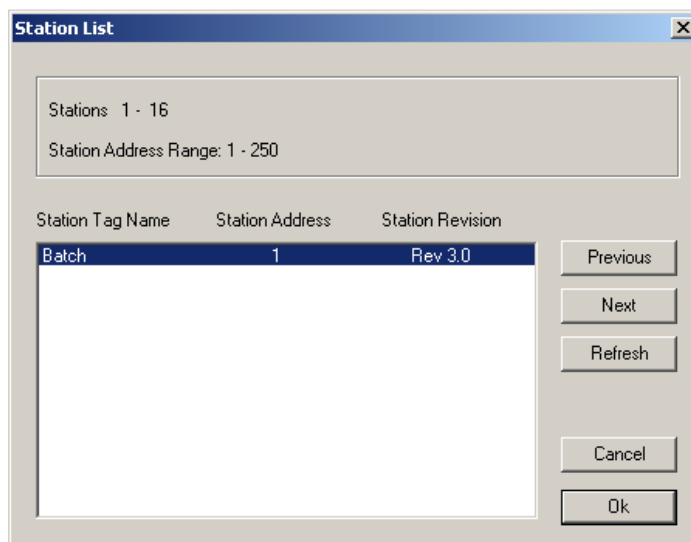 Station List
Stations 1 - 16
Station Address Range: 1 - 250
Station Tag Name Station Address Station Revision
Batch 1 Rev 3.0
Previous
Next
Refresh
Cancel
Ok